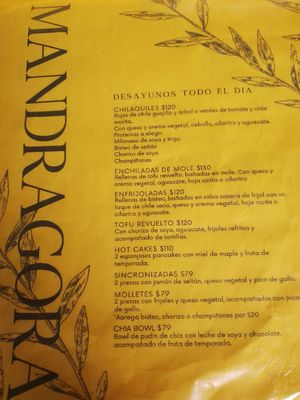 MANDRAGORA
DESAYUNOS TODO EL DIA
CHILAQUILES $120
Rojos de chile guajillo y árbol o verdes de tomate y chile
morita.
Con queso y crema vegetal, cebolla, cilantro y aguacate.
Proteínas a elegir:
Milanesa de soya y trigo
Bistec de seitán
Chorizo de soya
Champiñones
ENCHILADAS DE MOLE $130
Rellenas de tofu revuelto, bañadas en mole. Con queso y
crema vegetal, aguacate, hoja santa o cilantro
ENFRIJOLADAS $120
Rellenas de bistec, bañadas en salsa casera de frijol con un
toque de chile seco, queso y crema vegetal, hoja santa o
cilantro y aguacate.
TOFU REVUELTO $120
Con chorizo de soya, aguacate, frijoles refritos y
acompañado de tortillas.
HOT CAKES $110
2 esponjosos pancakes con miel de maple y fruta de
temporada.
SINCRONIZADAS $79
2 piezas con jamón de seitán, queso vegetal y pico de gallo.
MOLLETES $79
2 piezas con frijoles y queso vegetal, acompañados con pico
de gallo.
*Agrega bistec, chorizo o champiñones por $20
CHIA BOWL $79
Bowl de pudín de chía con leche de soya y chocolate,
acompañado de fruta de temporada.